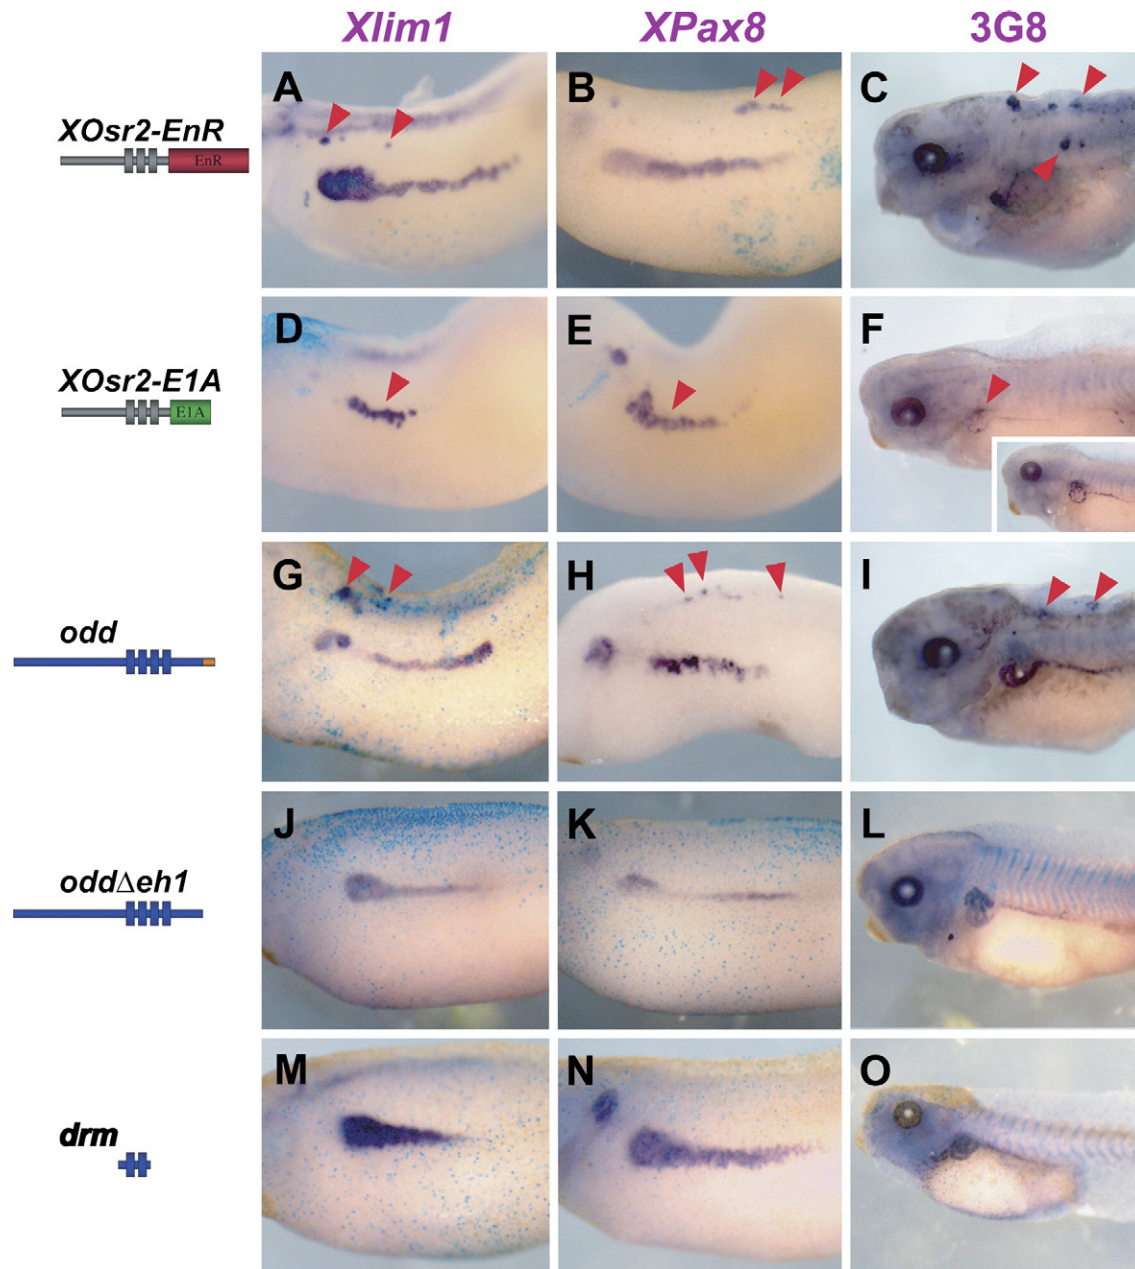 Xlim1 XPax8 3G8
XOsr2-EnR
EnR
A B C
XOsr2-E1A
E1A
D E F
odd
G H I
oddΔeh1
J K L
drm
M N O